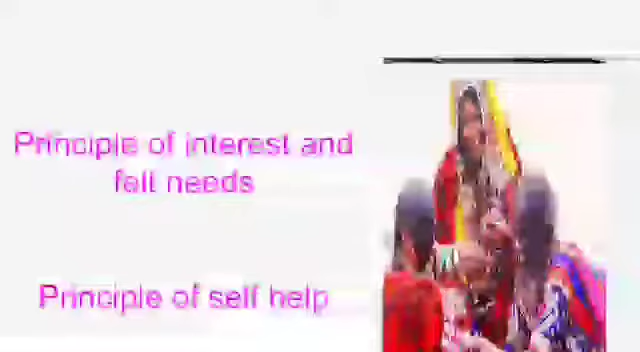 Principle of interest and
felt needs
Principle of self help